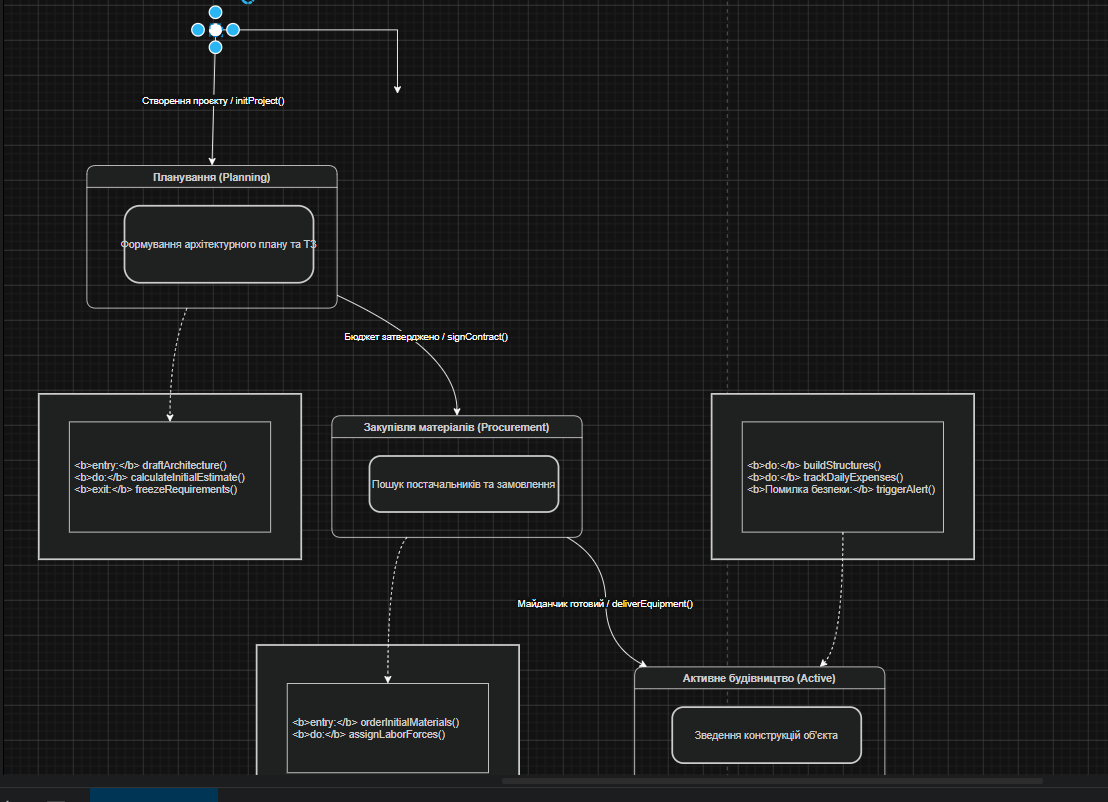 Створення проєкту / initProject()
Планування (Planning)
Формування архітектурного плану та ТЗ
Бюджет затверджено / signContract()
<b>entry:</b> draftArchitecture()
<b>do:</b> calculateInitialEstimate()
<b>exit:</b> freezeRequirements()
Закупівля матеріалів (Procurement)
Пошук постачальників та замовлення
<b>do:</b> buildStructures()
<b>do:</b> trackDailyExpenses()
<b>Помилка безпеки:</b> triggerAlert()
Майданчик готовий / deliverEquipment()
<b>entry:</b> orderInitialMaterials()
<b>do:</b> assignLaborForces()
Активне будівництво (Active)
Зведення конструкцій об'єкта